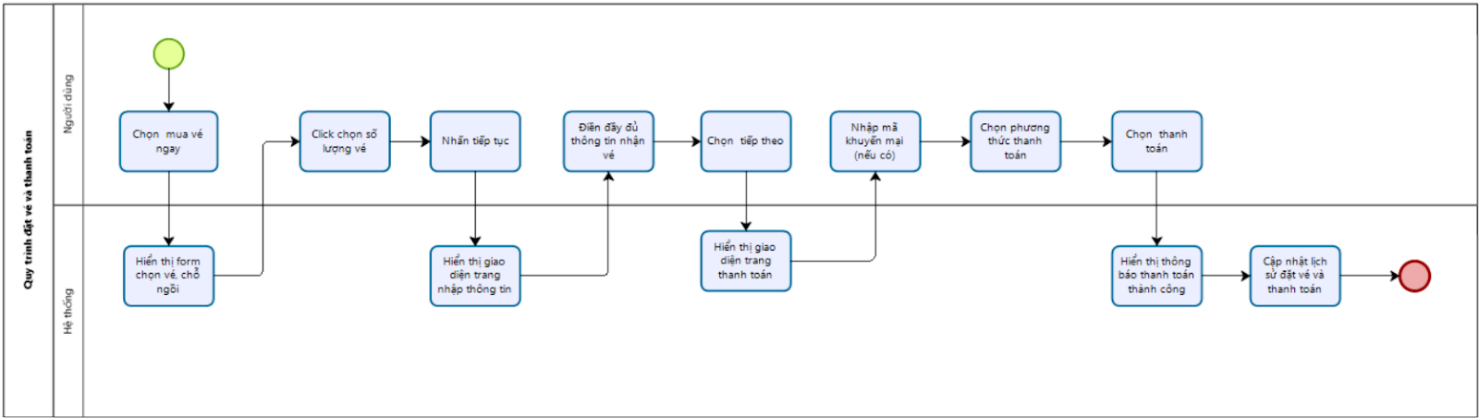 Quy trình đặt vé và thanh toán
Người dùng
Chọn mua vé
ngay
Click chọn số
lượng vé
Nhấn tiếp tục
Điền đầy đủ
thông tin nhận
vé
Chọn tiếp theo
Nhập mã
khuyến mại
(nếu có)
Chọn phương
thức thanh
toán
Chọn thanh
toán
Hệ thống
Hiển thị form
chọn vé, chỗ
ngồi
Hiển thị giao
diện trang
nhập thông tin
Hiển thị giao
diện trang
thanh toán
Hiển thị thông
báo thanh toán
thành công
Cập nhật lịch
sử đặt vé và
thanh toán